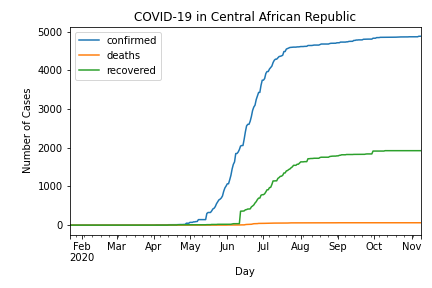 COVID-19 in Central African Republic
confirmed
deaths
recovered
Number of Cases
5000
4000
3000
2000
1000
0
Feb Mar Apr May Jun Jul Aug Sep Oct Nov
2020
Day